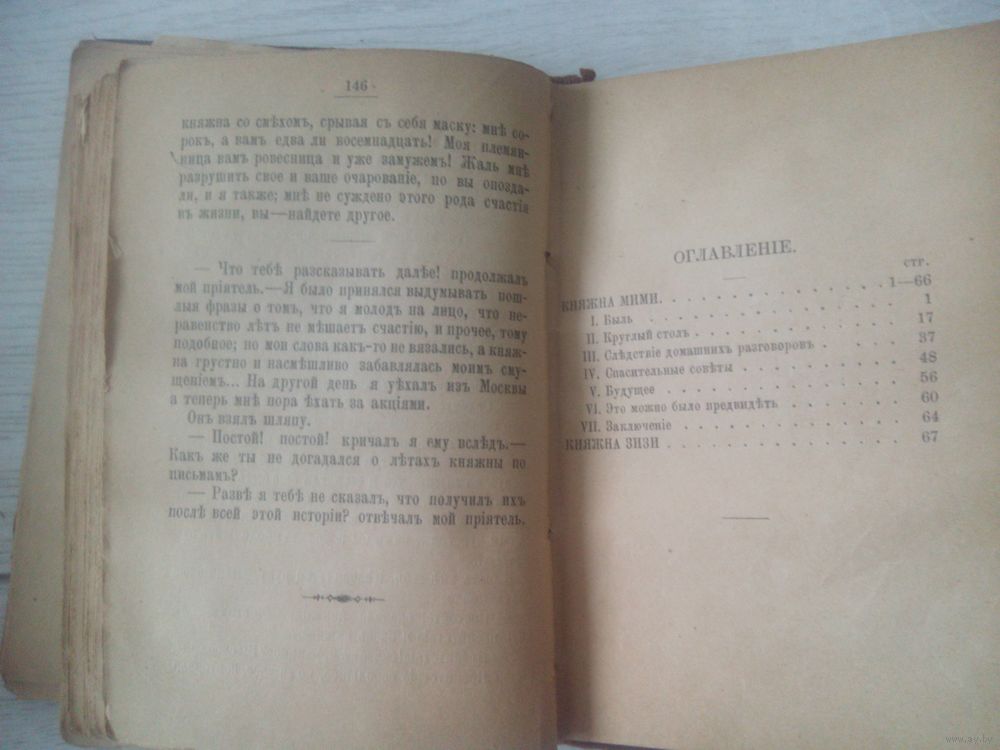 146
княжна со смѣхомъ, срывая съ себя маску: мнѣ со-
рокъ, а вамъ едва ли восемнадцать! Моя племян-
ница вамъ ровесница и уже замужемъ! Жаль мнѣ
разрушить свое и ваше очарованіе, но вы опозда-
ли, и я также; мнѣ не суждено этого рода счастія
въ жизни, вы—найдете другое.
— Что тебѣ разсказывать далѣе! продолжалъ
мой пріятель.—Я было принялся выдумывать пош-
лыя фразы о томъ, что я молодъ на лицо, что не-
равенство лѣтъ не мѣшаетъ счастію, и прочее, тому
подобное; но мои слова какъ-го не вязались, а княж-
на грустно и насмѣшливо забавлялась моимъ сму-
щеніемъ... На другой день я уѣхалъ изъ Москвы
а теперь мнѣ пора ѣхать за акціями.
Онъ взялъ шляпу.
— Постой! постой! кричалъ я ему вслѣдъ.—
Какъ же ты не догадался о лѣтахъ княжны по
письмамъ?
— Развѣ я тебѣ не сказалъ, что получилъ ихъ
послѣ всей этой исторіи? отвѣчалъ мой пріятель.
ОГЛАВЛЕНІЕ.
стр.
КНЯЖНА МИМИ. 1—66
I. Быль 1
II. Круглый столъ 17
III. Слѣдствіе домашнихъ разговоровъ 37
IV. Спасительные совѣты 48
V. Будущее 56
VI. Это можно было предвидѣть 60
VII. Заключеніе 64
КНЯЖНА ЗИЗИ 67
www.ay.by